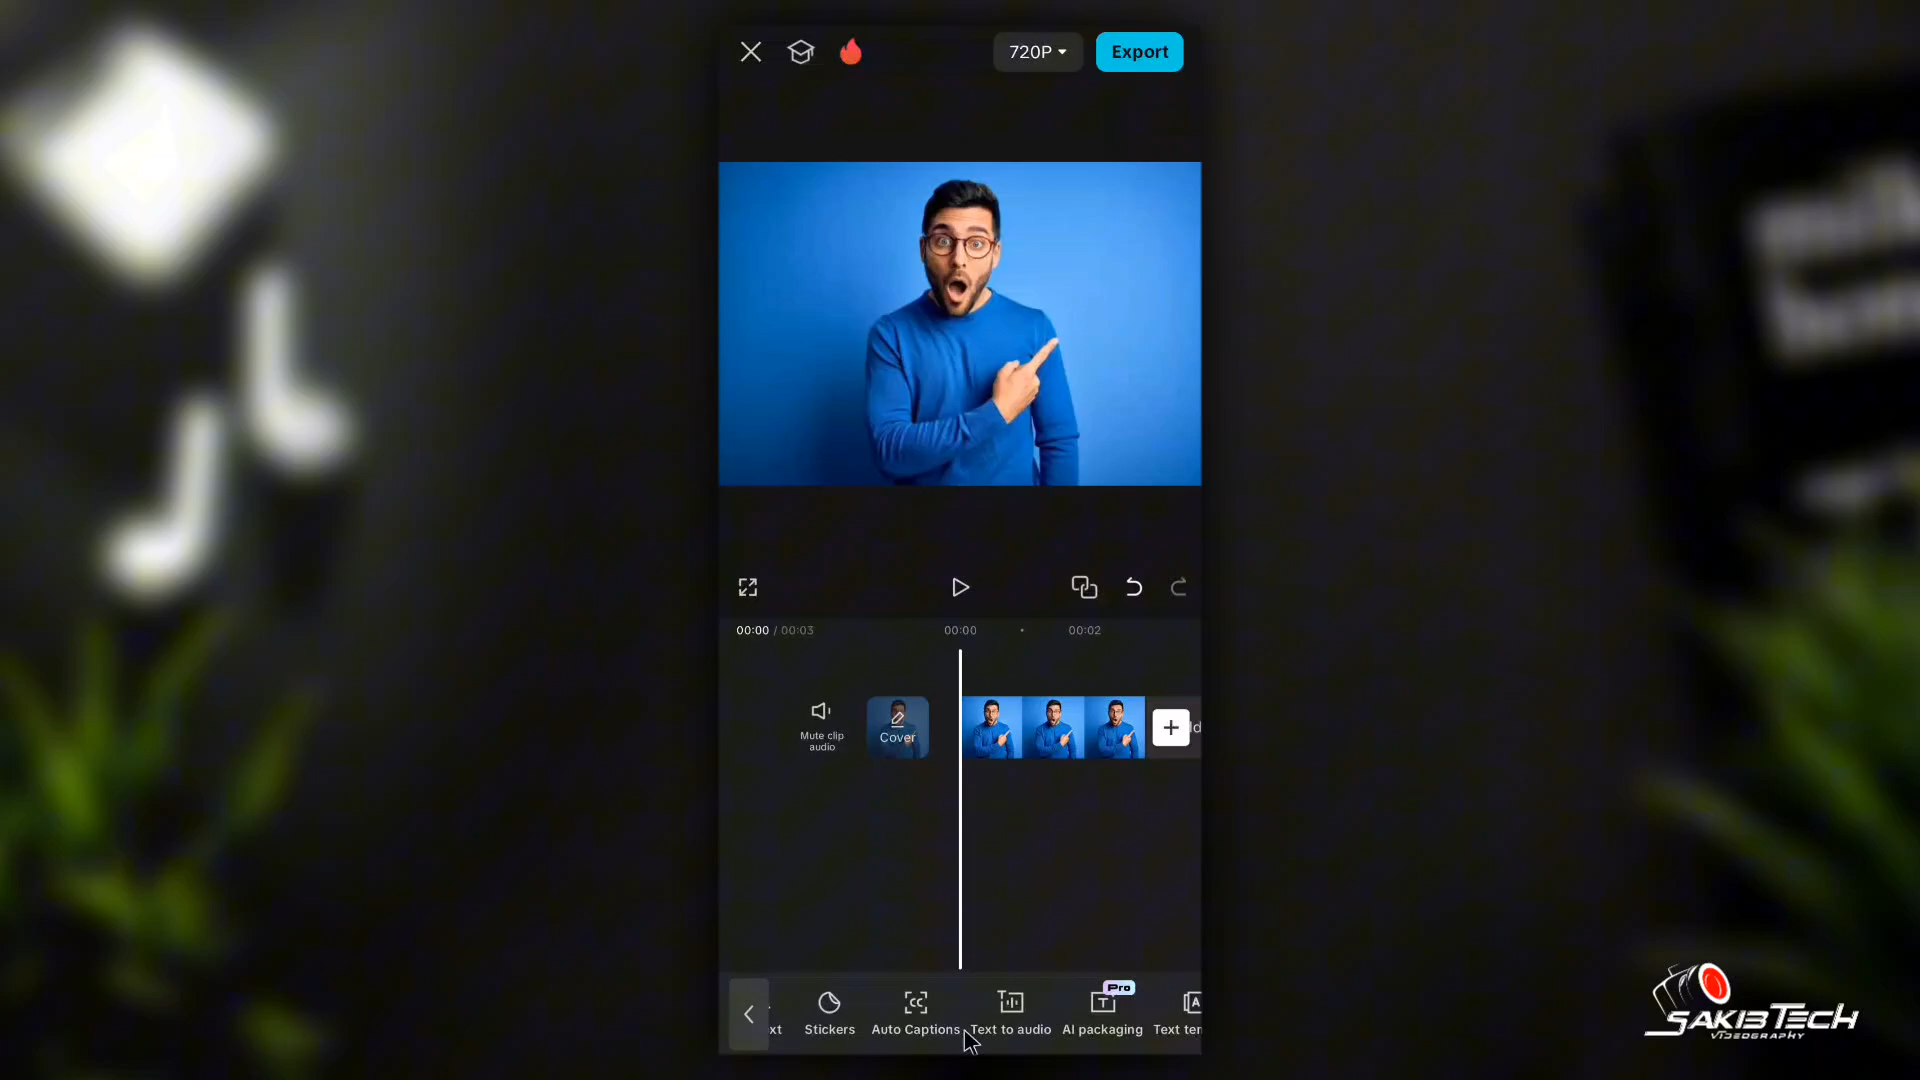 720P
Export
00:00 / 00:03
00:00
00:02
Mute clip
audio
Cover
Pro
xt
Stickers
Auto Captions
Text to audio
AI packaging
Text ten
SAKIBTECH
VIDEOGRAPHY